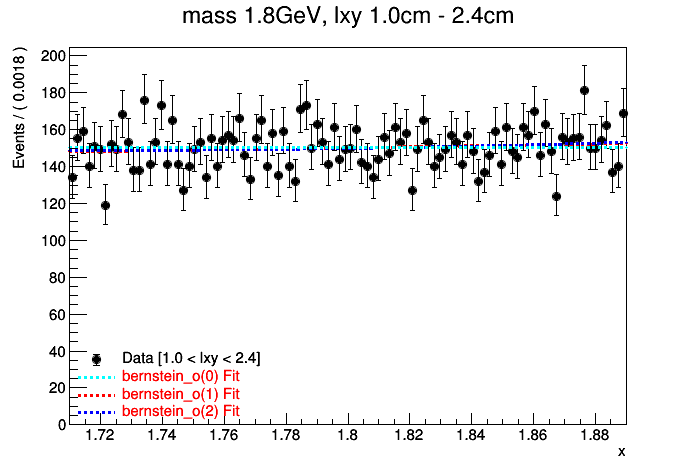 mass 1.8GeV, lxy 1.0cm - 2.4cm
Events / ( 0.0018 )
200
180
160
140
120
100
80
60
40
20
0
Data [1.0 < lxy < 2.4]
bernstein_o(0) Fit
bernstein_o(1) Fit
bernstein_o(2) Fit
1.72 1.74 1.76 1.78 1.8 1.82 1.84 1.86 1.88
x